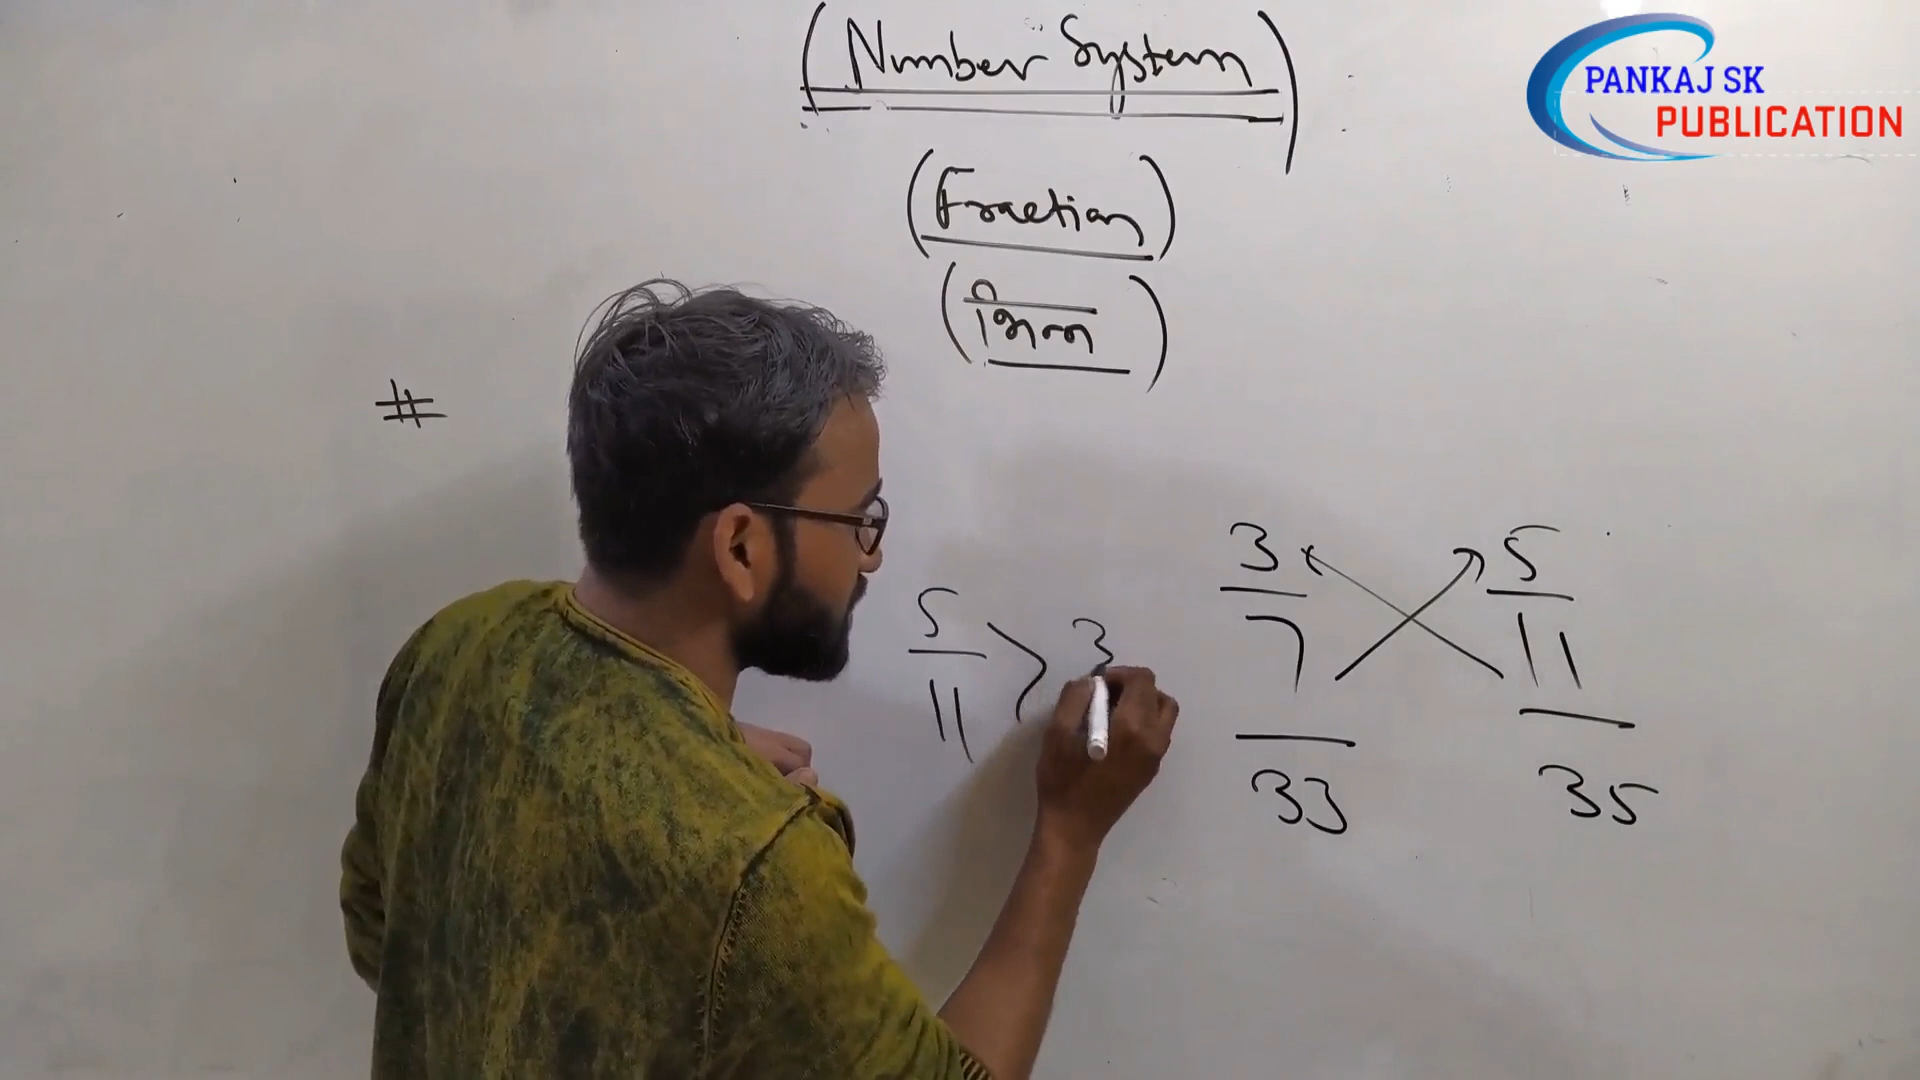 (Number System)
(Fraction)
(भिन्न)
PANKAJ SK
PUBLICATION
#
5/11 > 3
3/7 5/11
33 35